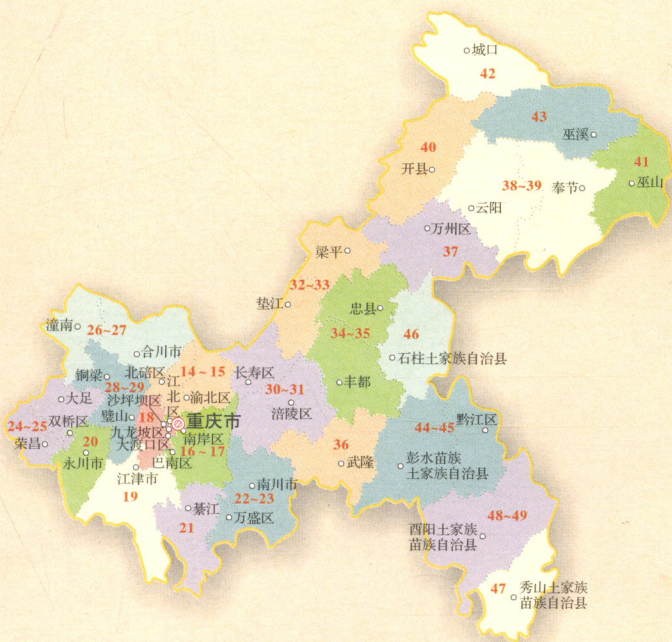 城口
42
43
巫溪
40
开县
41
巫山
38~39
奉节
云阳
万州区
37
梁平
32~33
垫江
忠县
34~35
46
石柱土家族自治县
丰都
潼南
26~27
合川市
铜梁
北碚区
14~15
长寿区
28~29
江北区
渝北区
30~31
大足
沙坪坝区
涪陵区
24~25
双桥区
璧山
18
重庆市
荣昌
九龙坡区
南岸区
20
大渡口区
16~17
永川市
巴南区
江津市
19
36
武隆
44~45
黔江区
彭水苗族
土家族自治县
南川市
22~23
綦江
万盛区
21
48~49
酉阳土家族
苗族自治县
47
秀山土家族
苗族自治县